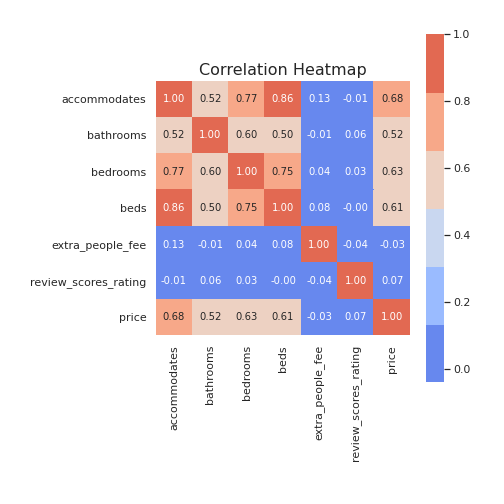 Correlation Heatmap
accommodates 1.00 0.52 0.77 0.86 0.13 -0.01 0.68
bathrooms 0.52 1.00 0.60 0.50 -0.01 0.06 0.52
bedrooms 0.77 0.60 1.00 0.75 0.04 0.03 0.63
beds 0.86 0.50 0.75 1.00 0.08 -0.00 0.61
extra_people_fee 0.13 -0.01 0.04 0.08 1.00 -0.04 -0.03
review_scores_rating -0.01 0.06 0.03 -0.00 -0.04 1.00 0.07
price 0.68 0.52 0.63 0.61 -0.03 0.07 1.00
accommodates
bathrooms
bedrooms
beds
extra_people_fee
review_scores_rating
price
1.0
0.8
0.6
0.4
0.2
0.0